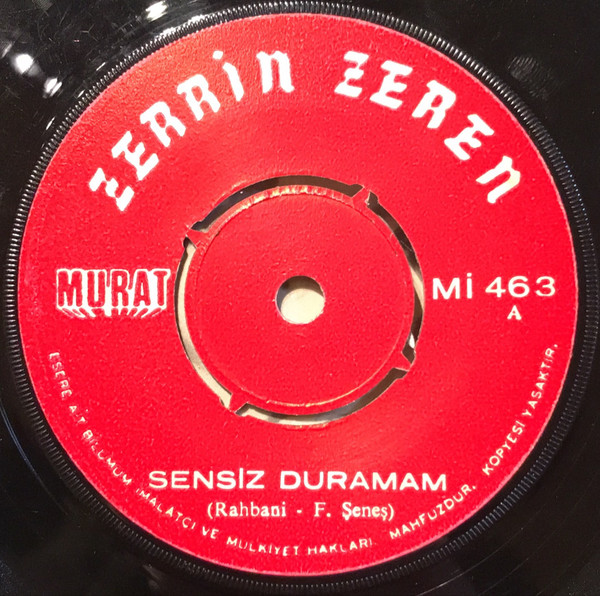 ZERRİN ZEREN
MURAT
Mİ 463
A
SENSİZ DURAMAM
(Rahbani - F. Şeneş)
ESERE AİT BİLUMUM İMALATÇI VE MÜLKİYET HAKLARI, MAHFUZDUR. KOPYESİ YASAKTIR.